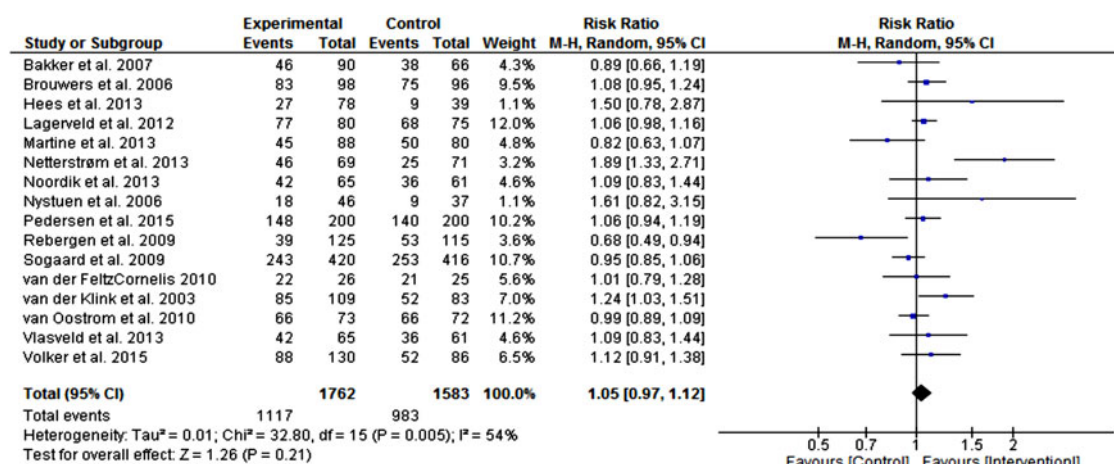 Experimental Control Risk Ratio Risk Ratio
Study or Subgroup Events Total Events Total Weight M-H, Random, 95% CI M-H, Random, 95% CI
Bakker et al. 2007 46 90 38 66 4.3% 0.89 [0.66, 1.19]
Brouwers et al. 2006 83 98 75 96 9.5% 1.08 [0.95, 1.24]
Hees et al. 2013 27 78 9 39 1.1% 1.50 [0.78, 2.87]
Lagerveld et al. 2012 77 80 68 75 12.0% 1.06 [0.98, 1.16]
Martine et al. 2013 45 88 50 80 4.8% 0.82 [0.63, 1.07]
Netterstrøm et al. 2013 46 69 25 71 3.2% 1.89 [1.33, 2.71]
Noordik et al. 2013 42 65 36 61 4.6% 1.09 [0.83, 1.44]
Nystuen et al. 2006 18 46 9 37 1.1% 1.61 [0.82, 3.15]
Pedersen et al. 2015 148 200 140 200 10.2% 1.06 [0.94, 1.19]
Rebergen et al. 2009 39 125 53 115 3.6% 0.68 [0.49, 0.94]
Sogaard et al. 2009 243 420 253 416 10.7% 0.95 [0.85, 1.06]
van der FeltzCornelis 2010 22 26 21 25 5.6% 1.01 [0.79, 1.28]
van der Klink et al. 2003 85 109 52 83 7.0% 1.24 [1.03, 1.51]
van Oostrom et al. 2010 66 73 66 72 11.2% 0.99 [0.89, 1.09]
Vlasveld et al. 2013 42 65 36 61 4.6% 1.09 [0.83, 1.44]
Volker et al. 2015 88 130 52 86 6.5% 1.12 [0.91, 1.38]
Total (95% CI) 1762 1583 100.0% 1.05 [0.97, 1.12]
Total events 1117 983
Heterogeneity: Tau² = 0.01; Chi² = 32.80, df = 15 (P = 0.005); I² = 54%
Test for overall effect: Z = 1.26 (P = 0.21)
0.5 0.7 1 1.5 2
Favours [Control] Favours [Intervention]